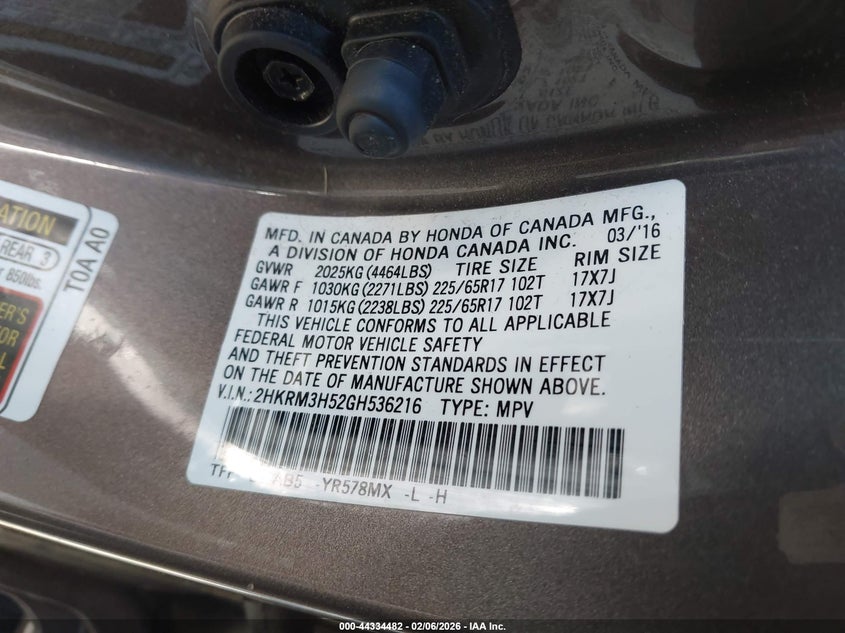 MFD. IN CANADA BY HONDA OF CANADA MFG.,
A DIVISION OF HONDA CANADA INC. 03/'16
GVWR 2025KG(4464LBS) TIRE SIZE RIM SIZE
GAWR F 1030KG(2271LBS) 225/65R17 102T 17X7J
GAWR R 1015KG(2238LBS) 225/65R17 102T 17X7J
THIS VEHICLE CONFORMS TO ALL APPLICABLE
FEDERAL MOTOR VEHICLE SAFETY
AND THEFT PREVENTION STANDARDS IN EFFECT
ON THE DATE OF MANUFACTURE SHOWN ABOVE.
V.I.N.: 2HKRM3H52GH536216 TYPE: MPV
AB5 -YR578MX -L -H
REAR 3
850lbs.
T0A A0
000-44334482 - 02/06/2026 - IAA Inc.